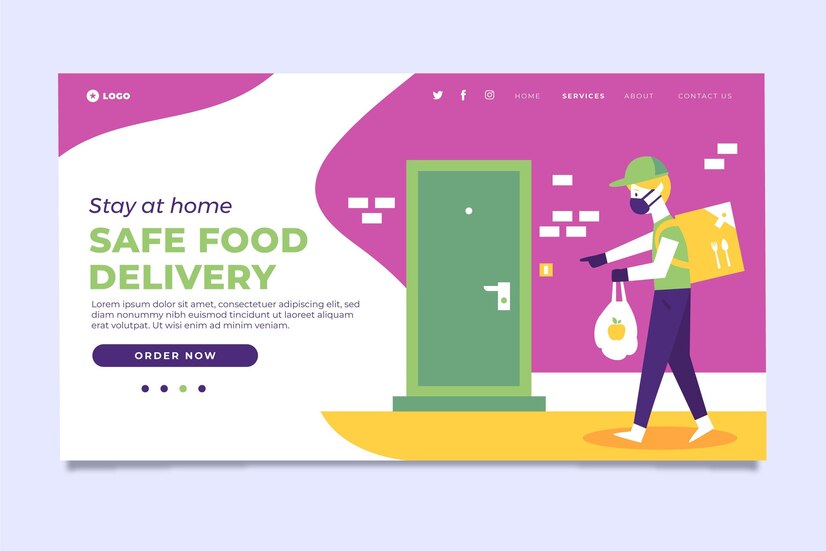 LOGO
HOME SERVICES ABOUT CONTACT US
Stay at home
SAFE FOOD
DELIVERY
Lorem ipsum dolor sit amet, consectetuer adipiscing elit, sed
diam nonummy nibh euismod tincidunt ut laoreet aliquam
erat volutpat. Ut wisi enim ad minim veniam.
ORDER NOW